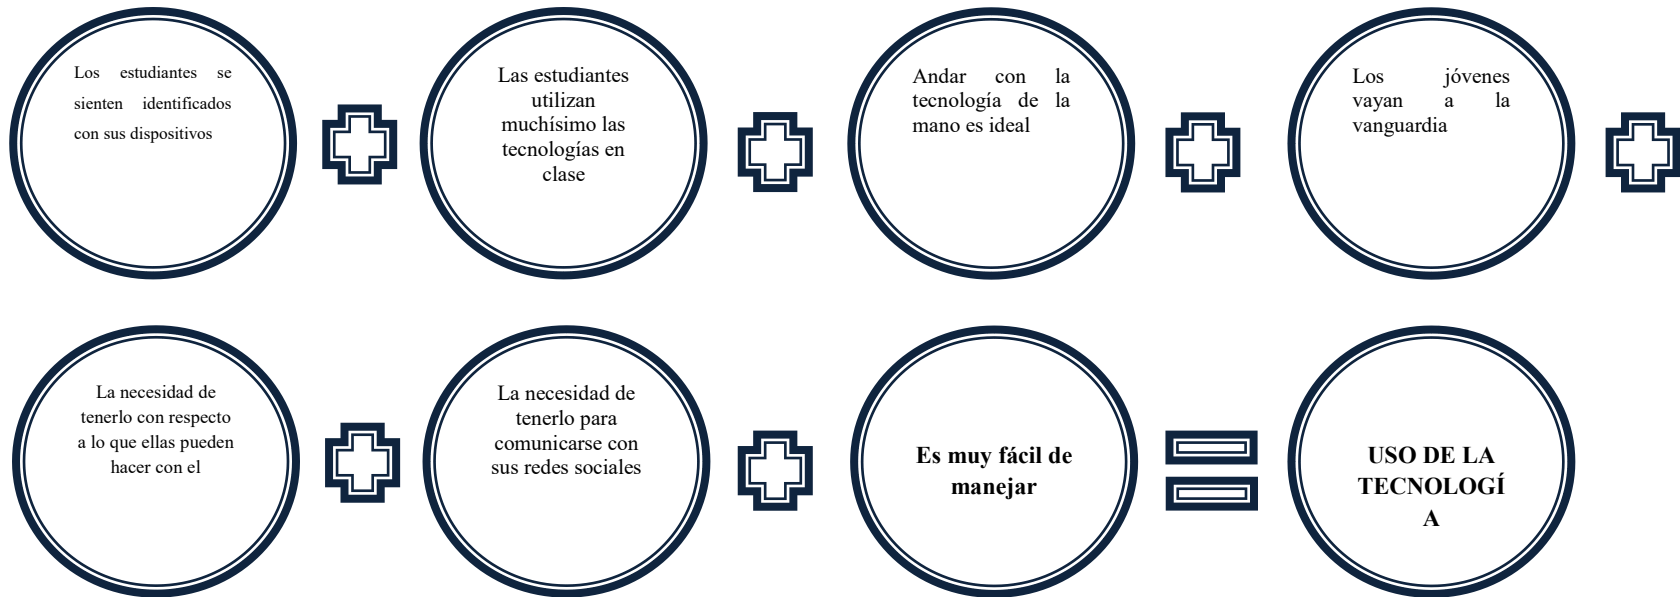 Los estudiantes se
sienten identificados
con sus dispositivos
Las estudiantes
utilizan
muchísimo las
tecnologías en
clase
Andar con la
tecnología de la
mano es ideal
Los jóvenes
vayan a la
vanguardia
La necesidad de
tenerlo con respecto
a lo que ellas pueden
hacer con el
La necesidad de
tenerlo para
comunicarse con
sus redes sociales
Es muy fácil de
manejar
USO DE LA
TECNOLOGÍ
A